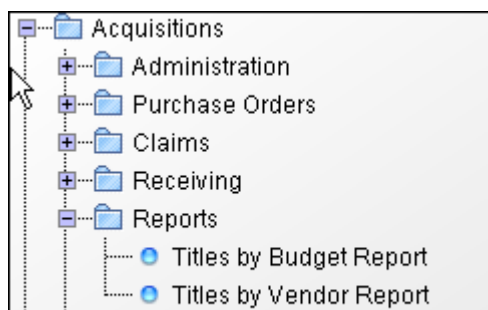 Acquisitions
Administration
Purchase Orders
Claims
Receiving
Reports
Titles by Budget Report
Titles by Vendor Report